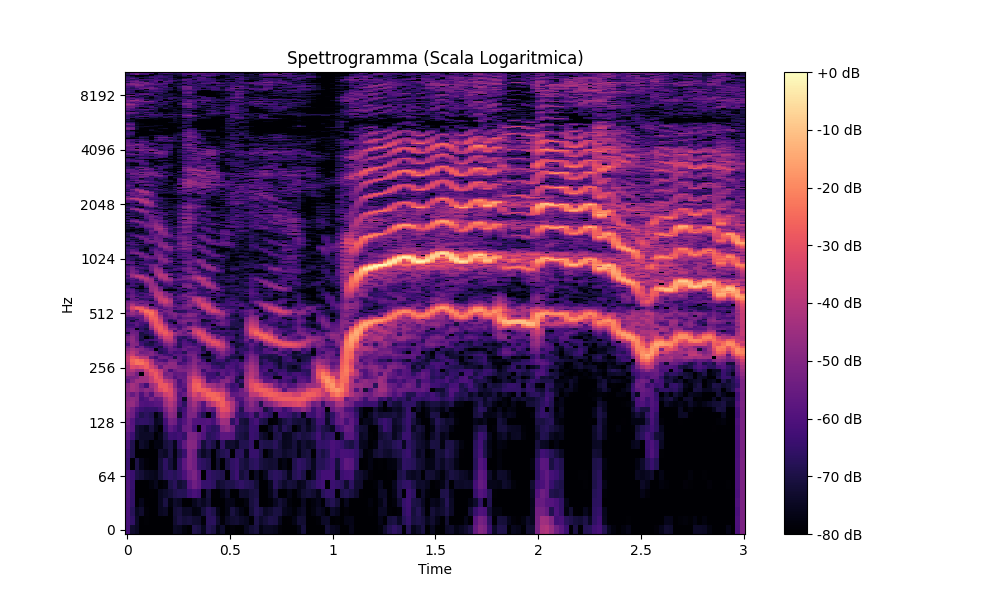 Spettrogramma (Scala Logaritmica)
Hz
8192
4096
2048
1024
512
256
128
64
0
0
0.5
1
1.5
2
2.5
3
Time
+0 dB
-10 dB
-20 dB
-30 dB
-40 dB
-50 dB
-60 dB
-70 dB
-80 dB